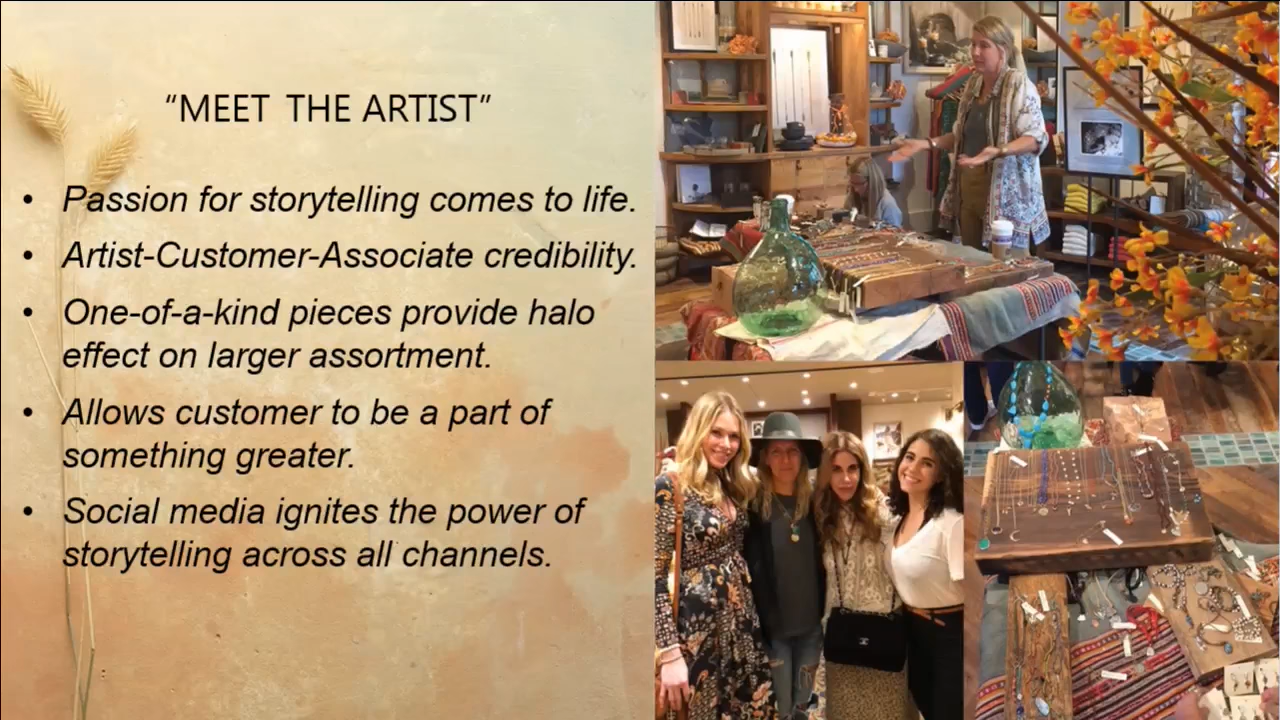 “MEET THE ARTIST”
• Passion for storytelling comes to life.
• Artist-Customer-Associate credibility.
• One-of-a-kind pieces provide halo
effect on larger assortment.
• Allows customer to be a part of
something greater.
• Social media ignites the power of
storytelling across all channels.